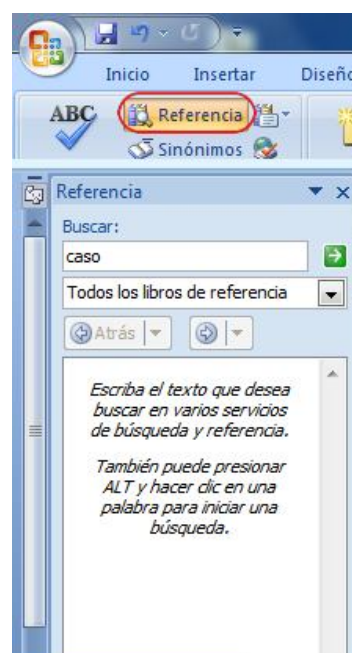 Inicio Insertar Diseño
ABC Referencia
Sinónimos
Referencia
Buscar:
caso
Todos los libros de referencia
Atrás
Escriba el texto que desea
buscar en varios servicios
de búsqueda y referencia.
También puede presionar
ALT y hacer clic en una
palabra para iniciar una
búsqueda.